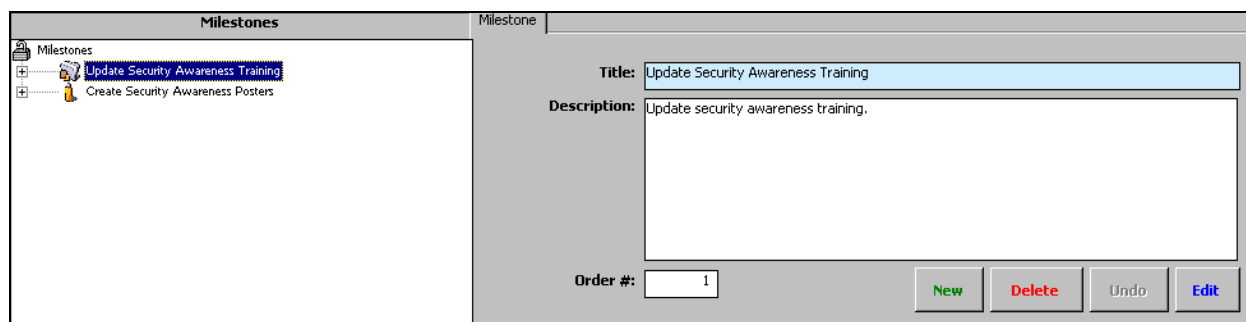 Milestones
Milestones
Update Security Awareness Training
Create Security Awareness Posters
Milestone
Title: Update Security Awareness Training
Description: Update security awareness training.
Order #: 1
New Delete Undo Edit